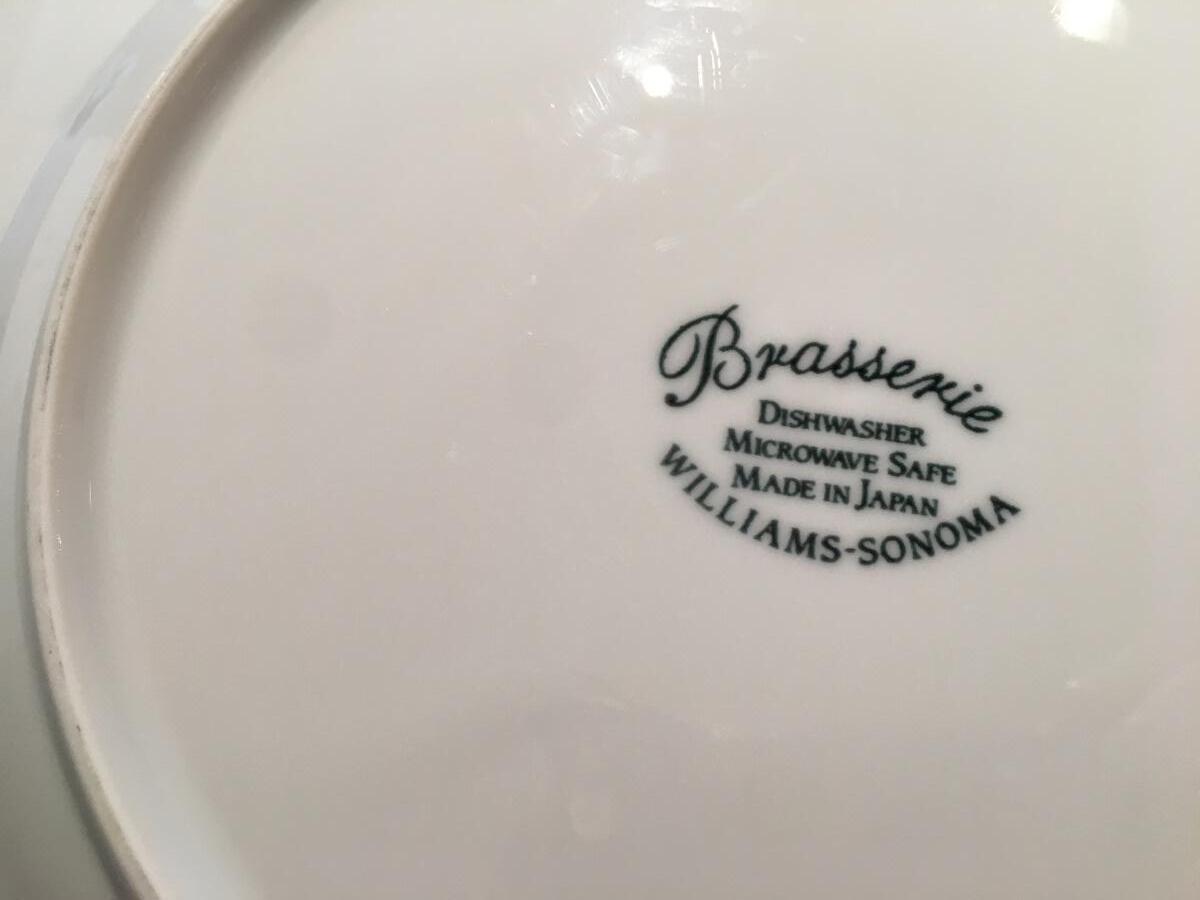 Brasserie
DISHWASHER
MICROWAVE SAFE
MADE IN JAPAN
WILLIAMS-SONOMA